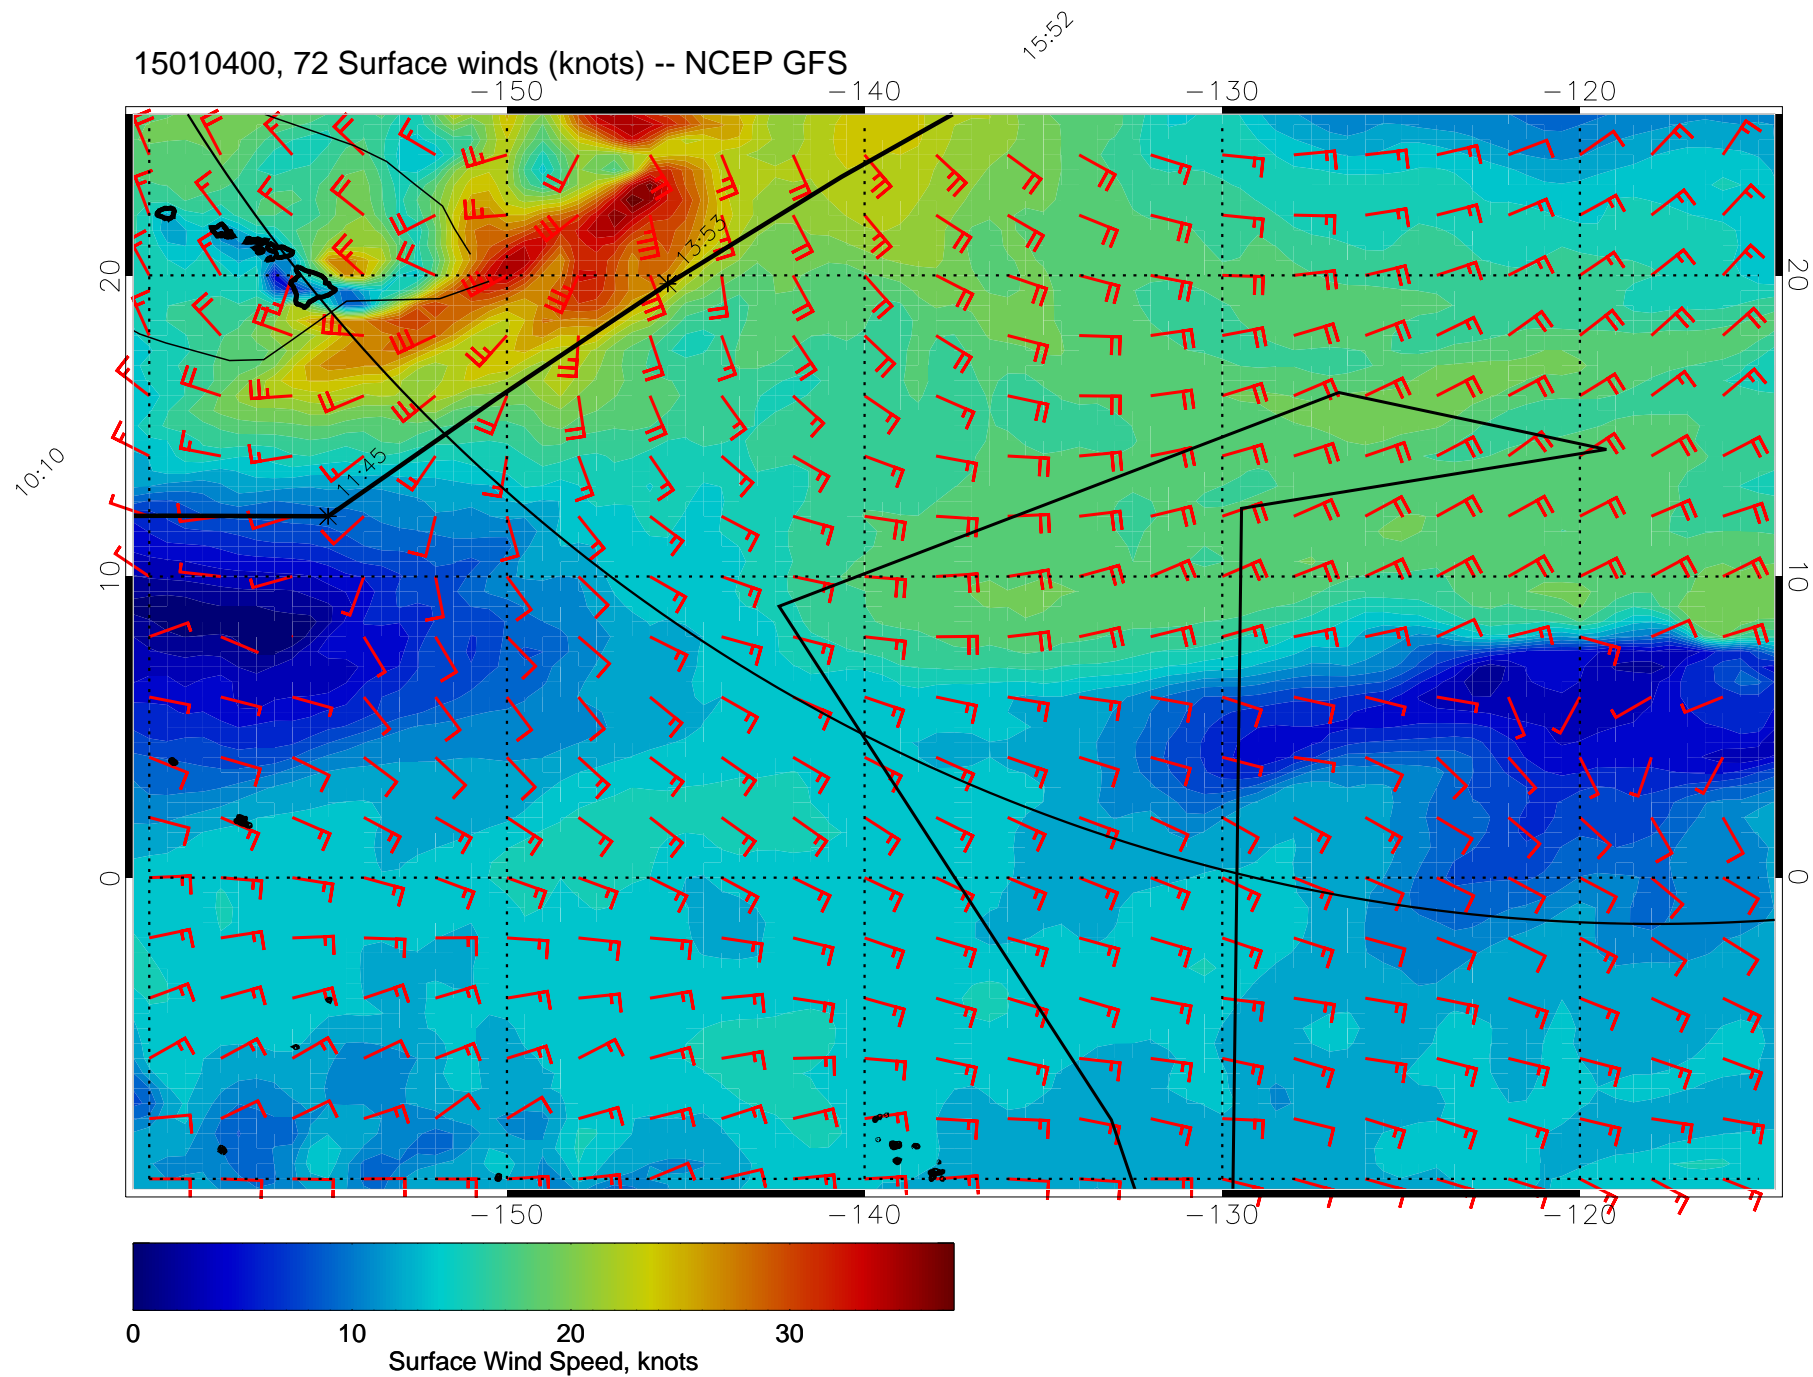 15:52
15010400, 72 Surface winds (knots) -- NCEP GFS
-150 -140 -130 -120
13:53
20 20
11:45
10:10
10 10
0 0
-150 -140 -130 -120
0 10 20 30
Surface Wind Speed, knots